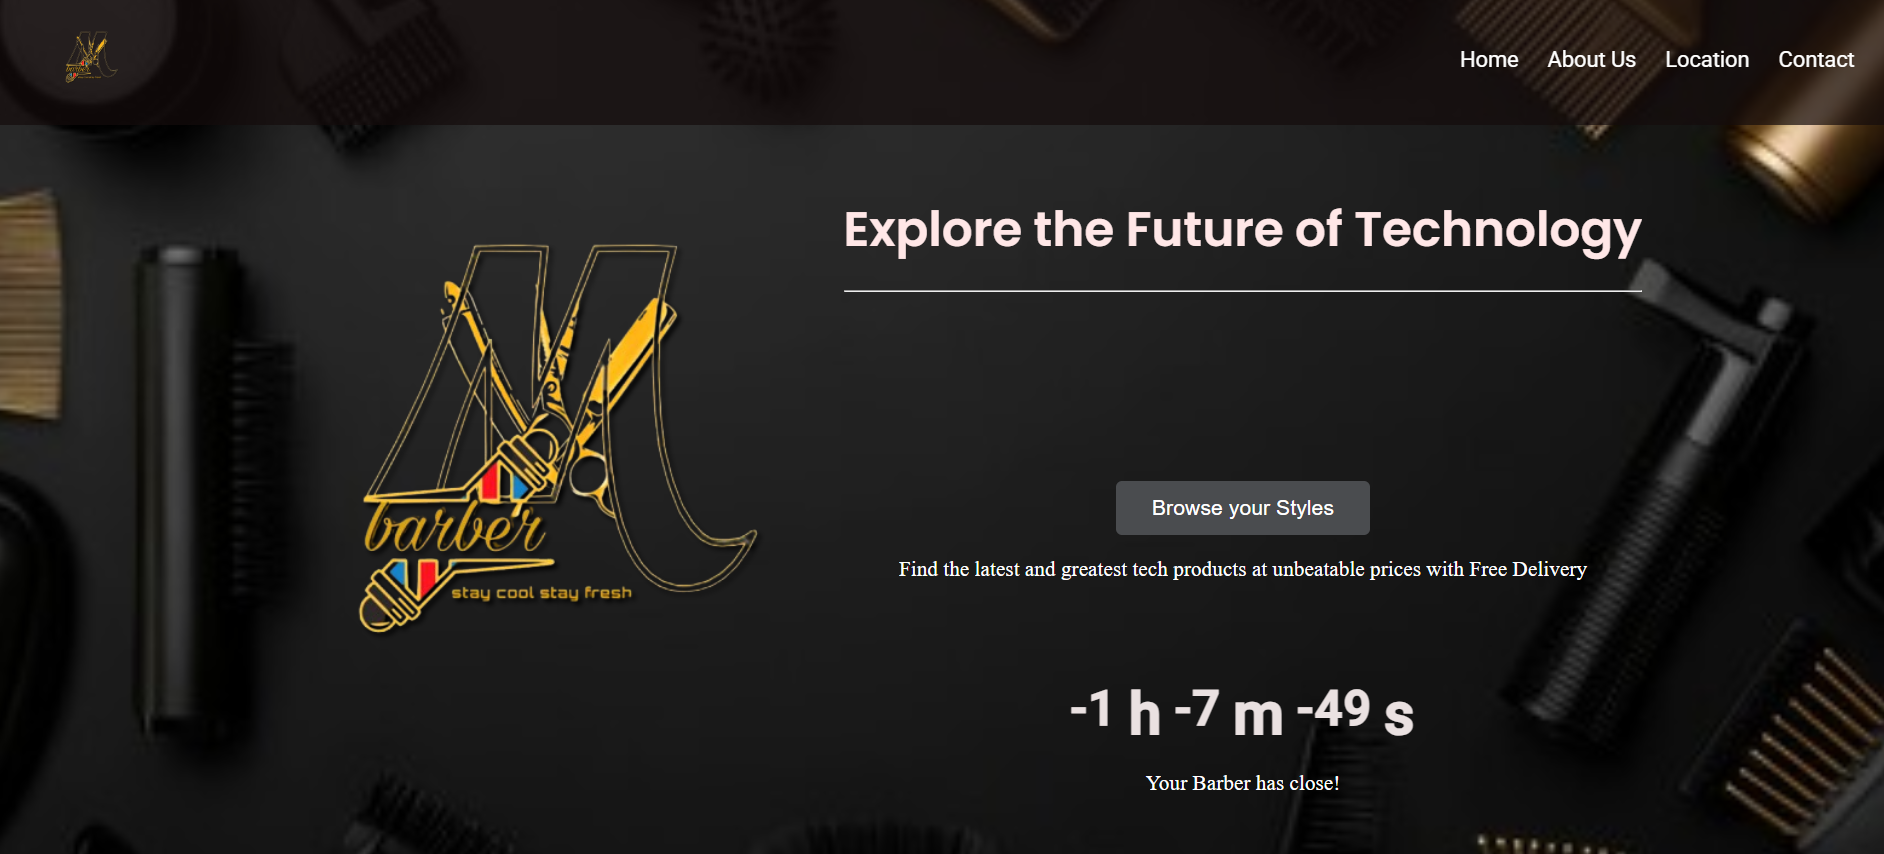 Home About Us Location Contact
Explore the Future of Technology
barber
stay cool stay fresh
Browse your Styles
Find the latest and greatest tech products at unbeatable prices with Free Delivery
-1 h -7 m -49 s
Your Barber has close!